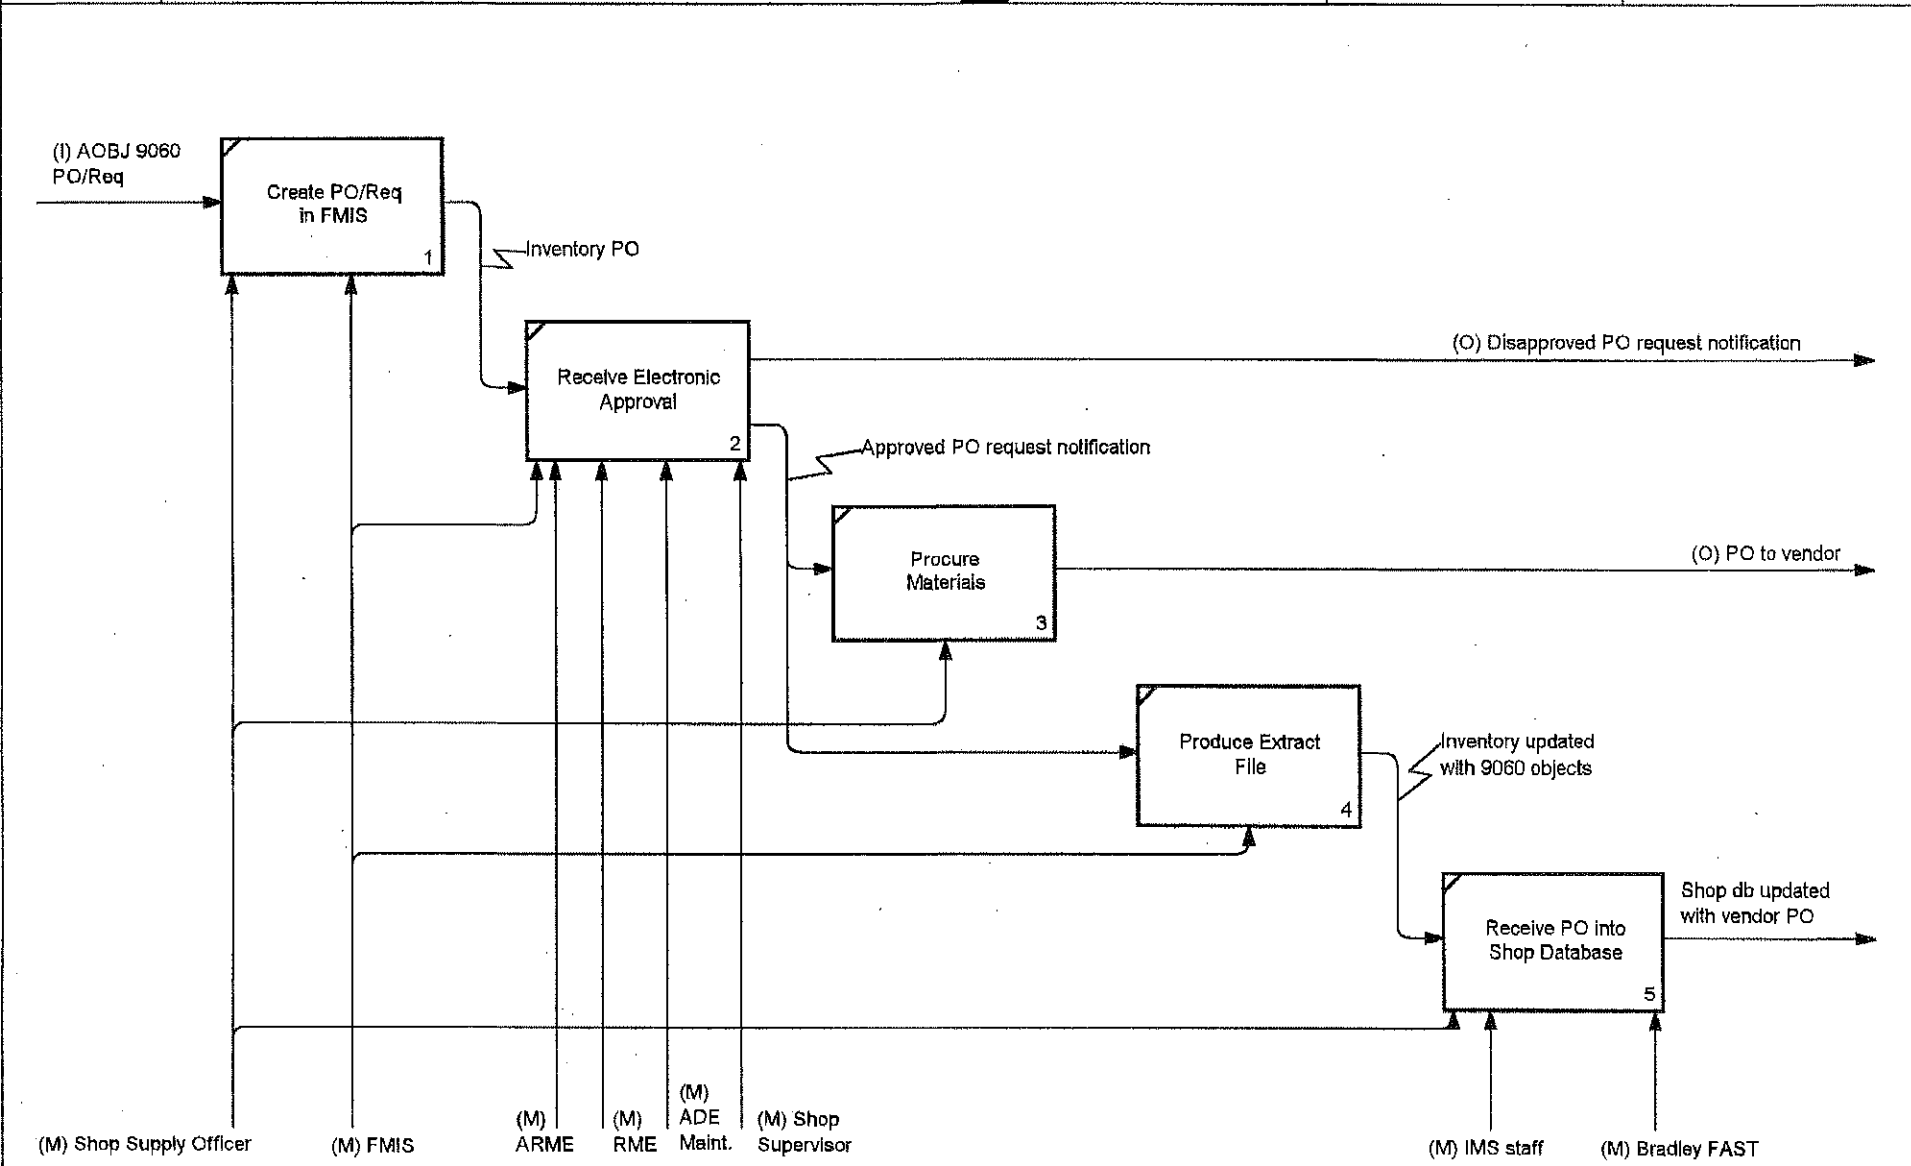 (I) AOBJ 9060
PO/Req
Create PO/Req
in FMIS
1
Inventory PO
Receive Electronic
Approval
2
(O) Disapproved PO request notification
Approved PO request notification
Procure
Materials
3
(O) PO to vendor
Produce Extract
File
4
Inventory updated
with 9060 objects
Receive PO into
Shop Database
5
Shop db updated
with vendor PO
(M) Shop Supply Officer
(M) FMIS
(M)
ARME
(M)
RME
(M)
ADE
Maint.
(M) Shop
Supervisor
(M) IMS staff
(M) Bradley FAST